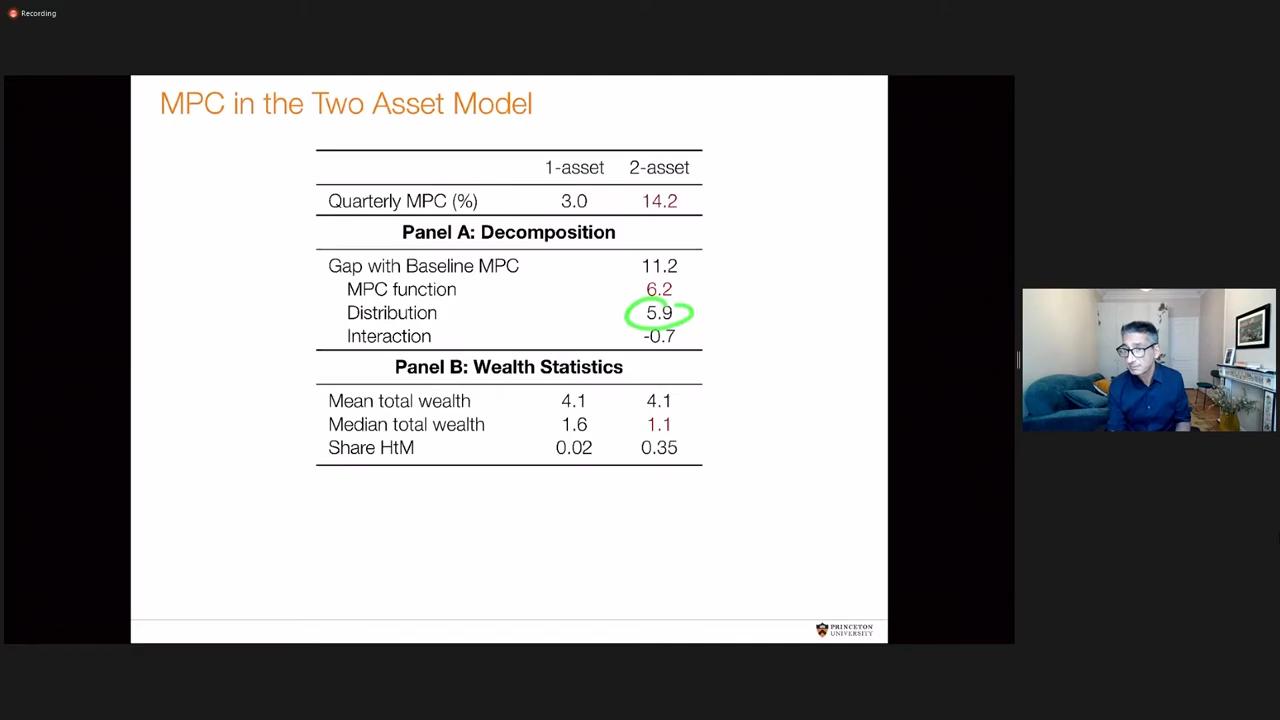 Recording
MPC in the Two Asset Model
1-asset 2-asset
Quarterly MPC (%) 3.0 14.2
Panel A: Decomposition
Gap with Baseline MPC 11.2
MPC function 6.2
Distribution 5.9
Interaction -0.7
Panel B: Wealth Statistics
Mean total wealth 4.1 4.1
Median total wealth 1.6 1.1
Share HtM 0.02 0.35
PRINCETON
UNIVERSITY